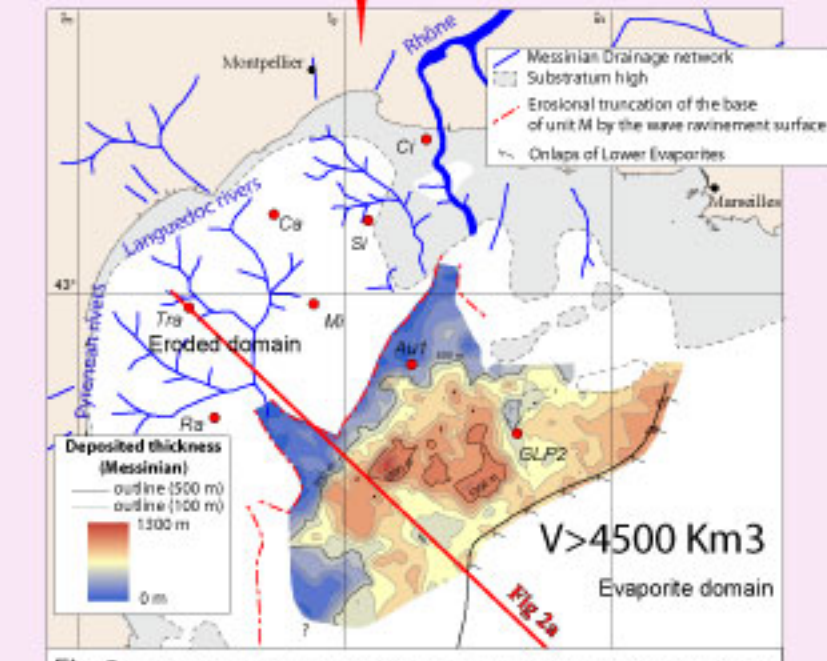 Rhône
Montpellier
Messinian Drainage network
Substratum high
Erosional truncation of the base
of unit M by the wave ravinement surface
Onlaps of Lower Evaporites
Ci
Marseilles
Languedoc rivers
Ca
Si
43°
Pyrenean rivers
Tra
Mi
Eroded domain
Au1
Ra
GLP2
Deposited thickness
(Messinian)
outline (500 m)
outline (100 m)
1300 m
0 m
V>4500 Km3
Evaporite domain
Fig 2a
?